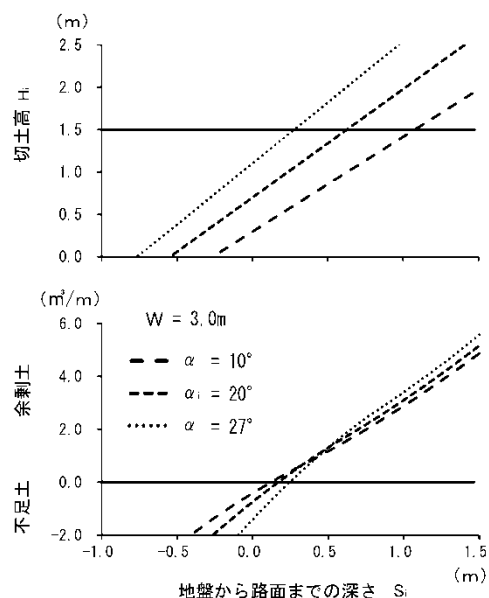 (m)
2.5
2.0
1.5
1.0
0.5
0.0
切土高 Hi
(m³/m)
6.0
4.0
2.0
0.0
-2.0
余剰土
不足土
W = 3.0m
α = 10°
αi = 20°
α = 27°
-1.0 -0.5 0.0 0.5 1.0 1.5
(m)
地盤から路面までの深さ Si